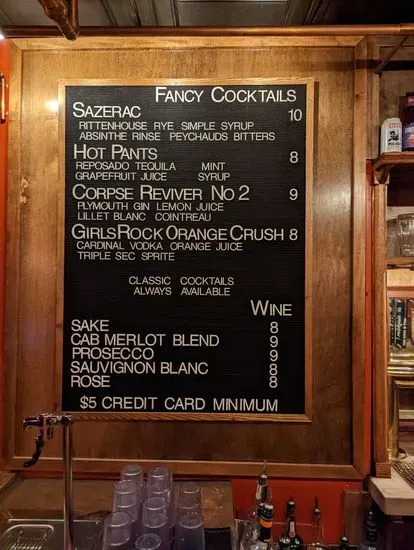 FANCY COCKTAILS
SAZERAC 10
RITTENHOUSE RYE SIMPLE SYRUP
ABSINTHE RINSE PEYCHAUDS BITTERS
HOT PANTS 8
REPOSADO TEQUILA MINT
GRAPEFRUIT JUICE SYRUP
CORPSE REVIVER NO 2 9
PLYMOUTH GIN LEMON JUICE
LILLET BLANC COINTREAU
GIRLS ROCK ORANGE CRUSH 8
CARDINAL VODKA ORANGE JUICE
TRIPLE SEC SPRITE
CLASSIC COCKTAILS
ALWAYS AVAILABLE
WINE
SAKE 8
CAB MERLOT BLEND 9
PROSECCO 9
SAUVIGNON BLANC 8
ROSE 8
$5 CREDIT CARD MINIMUM